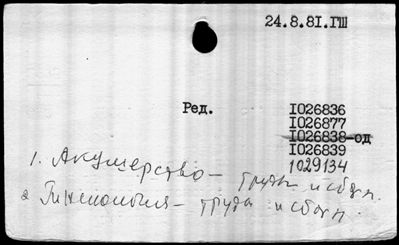 24.8.81.ГШ
Ред. I026836
I026877
I026838-од
I026839
1029134
1. Акушерство – труды и сборн.
2 Гинекология – труды и сборн.